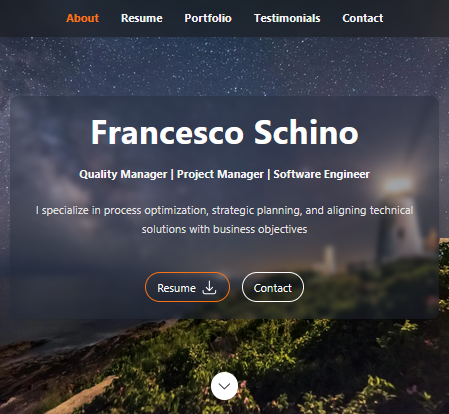 About Resume Portfolio Testimonials Contact
Francesco Schino
Quality Manager | Project Manager | Software Engineer
I specialize in process optimization, strategic planning, and aligning technical
solutions with business objectives
Resume Contact